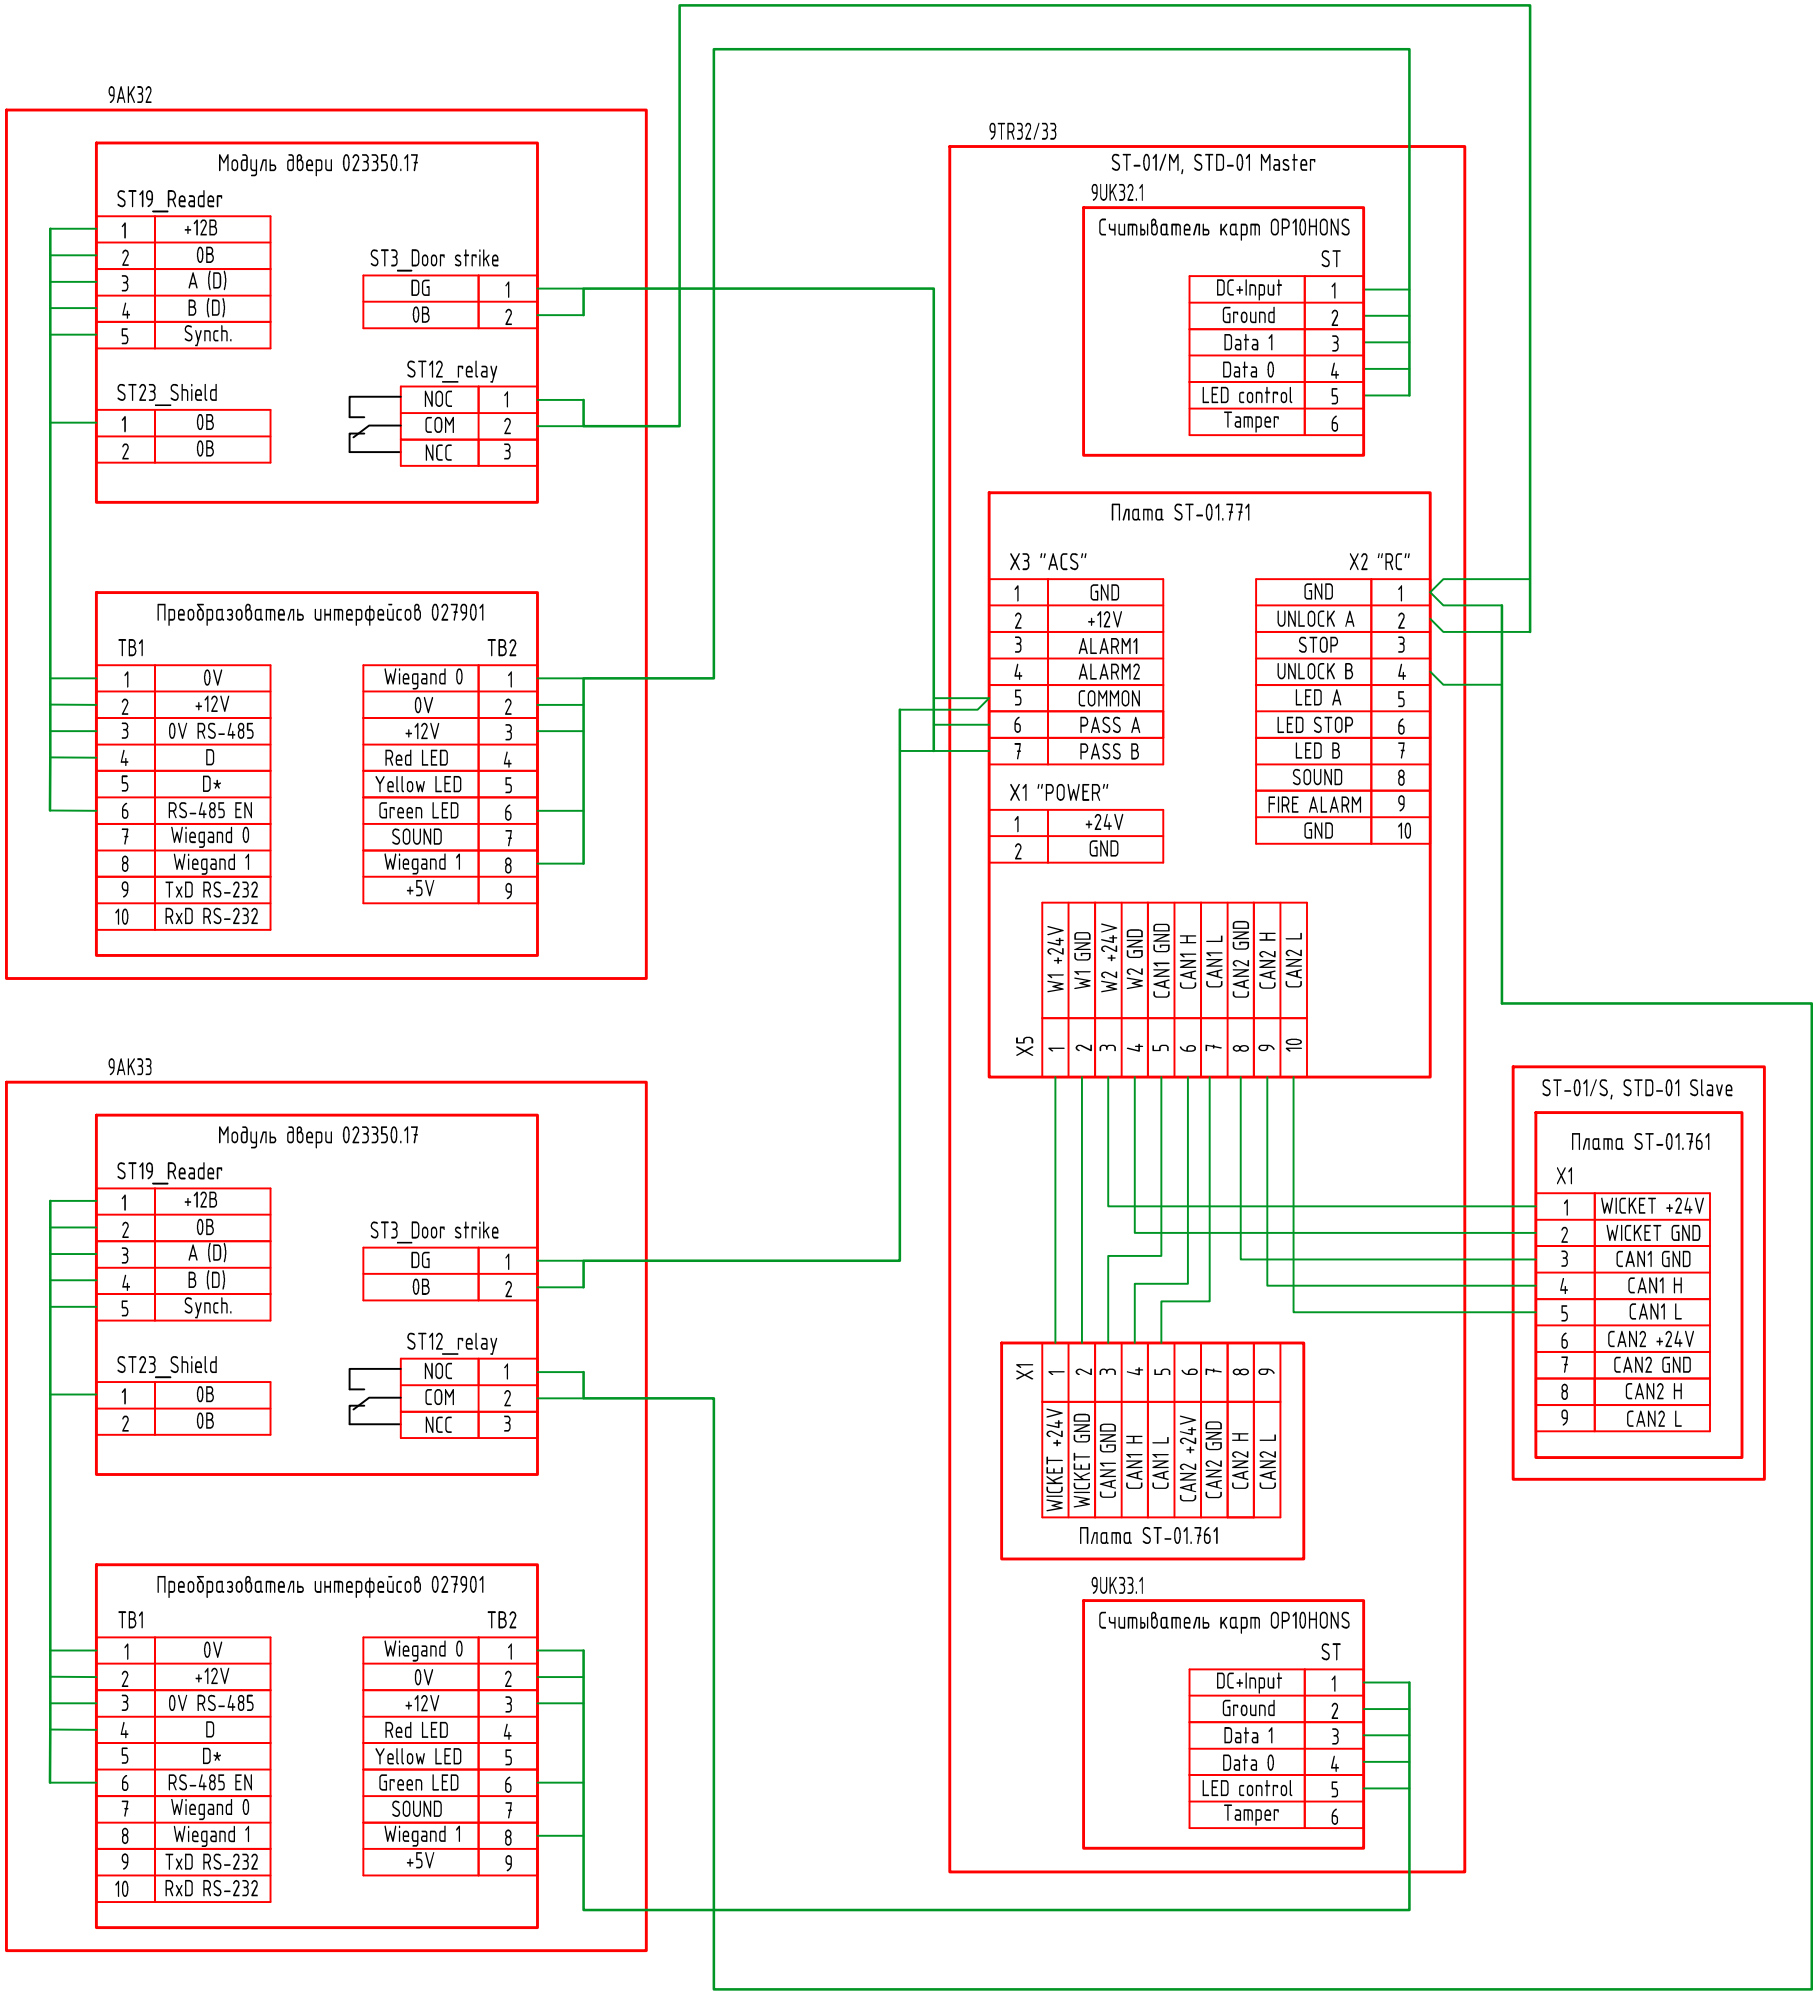 9AK32
Модуль двери 023350.17
ST19_Reader
1 +12В
2 0В
3 A (D)
4 B (D)
5 Synch.
ST23_Shield
1 0В
2 0В
ST3_Door strike
DG 1
0В 2
ST12_relay
NOC 1
COM 2
NCC 3
Преобразователь интерфейсов 027901
TB1
1 0V
2 +12V
3 0V RS-485
4 D
5 D*
6 RS-485 EN
7 Wiegand 0
8 Wiegand 1
9 TxD RS-232
10 RxD RS-232
TB2
Wiegand 0 1
0V 2
+12V 3
Red LED 4
Yellow LED 5
Green LED 6
SOUND 7
Wiegand 1 8
+5V 9
9AK33
Модуль двери 023350.17
ST19_Reader
1 +12В
2 0В
3 A (D)
4 B (D)
5 Synch.
ST23_Shield
1 0В
2 0В
ST3_Door strike
DG 1
0В 2
ST12_relay
NOC 1
COM 2
NCC 3
Преобразователь интерфейсов 027901
TB1
1 0V
2 +12V
3 0V RS-485
4 D
5 D*
6 RS-485 EN
7 Wiegand 0
8 Wiegand 1
9 TxD RS-232
10 RxD RS-232
TB2
Wiegand 0 1
0V 2
+12V 3
Red LED 4
Yellow LED 5
Green LED 6
SOUND 7
Wiegand 1 8
+5V 9
9TR32/33
ST-01/M, STD-01 Master
9UK32.1
Считыватель карт OP10HONS
ST
DC+Input 1
Ground 2
Data 1 3
Data 0 4
LED control 5
Tamper 6
Плата ST-01.771
X3 "ACS"
1 GND
2 +12V
3 ALARM1
4 ALARM2
5 COMMON
6 PASS A
7 PASS B
X1 "POWER"
1 +24V
2 GND
X2 "RC"
GND 1
UNLOCK A 2
STOP 3
UNLOCK B 4
LED A 5
LED STOP 6
LED B 7
SOUND 8
FIRE ALARM 9
GND 10
X5
1 W1 +24V
2 W1 GND
3 W2 +24V
4 W2 GND
5 CAN1 GND
6 CAN1 H
7 CAN1 L
8 CAN2 GND
9 CAN2 H
10 CAN2 L
X1
1 WICKET +24V
2 WICKET GND
3 CAN1 GND
4 CAN1 H
5 CAN1 L
6 CAN2 +24V
7 CAN2 GND
8 CAN2 H
9 CAN2 L
Плата ST-01.761
9UK33.1
Считыватель карт OP10HONS
ST
DC+Input 1
Ground 2
Data 1 3
Data 0 4
LED control 5
Tamper 6
ST-01/S, STD-01 Slave
Плата ST-01.761
X1
1 WICKET +24V
2 WICKET GND
3 CAN1 GND
4 CAN1 H
5 CAN1 L
6 CAN2 +24V
7 CAN2 GND
8 CAN2 H
9 CAN2 L